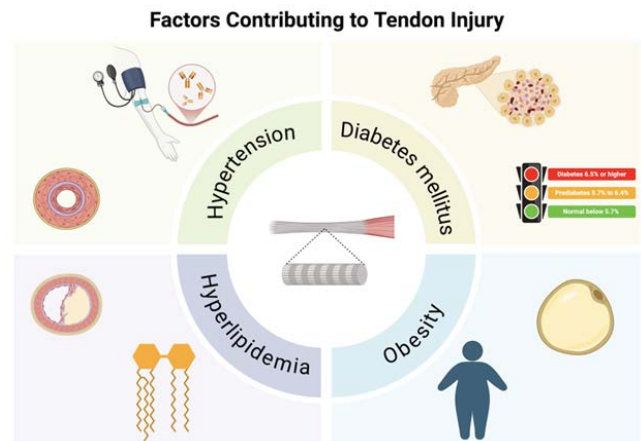 Factors Contributing to Tendon Injury
Hypertension
Diabetes mellitus
Diabetes 6.5% or higher
Prediabetes 5.7% to 6.4%
Normal below 5.7%
Hyperlipidemia
Obesity